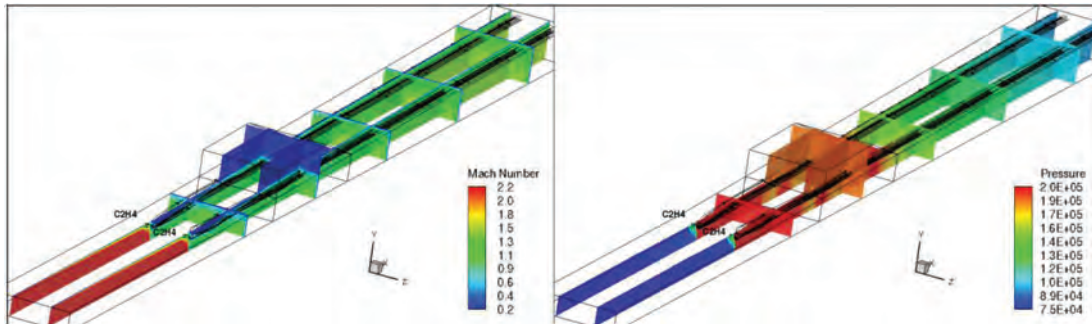 Mach Number
2.2
2.0
1.8
1.5
1.3
1.1
0.9
0.6
0.4
0.2
C2H4
C2H4
Y
Z
Pressure
2.0E+05
1.9E+05
1.7E+05
1.6E+05
1.4E+05
1.3E+05
1.2E+05
1.0E+05
8.9E+04
7.5E+04
C2H4
C2H4
Y
Z